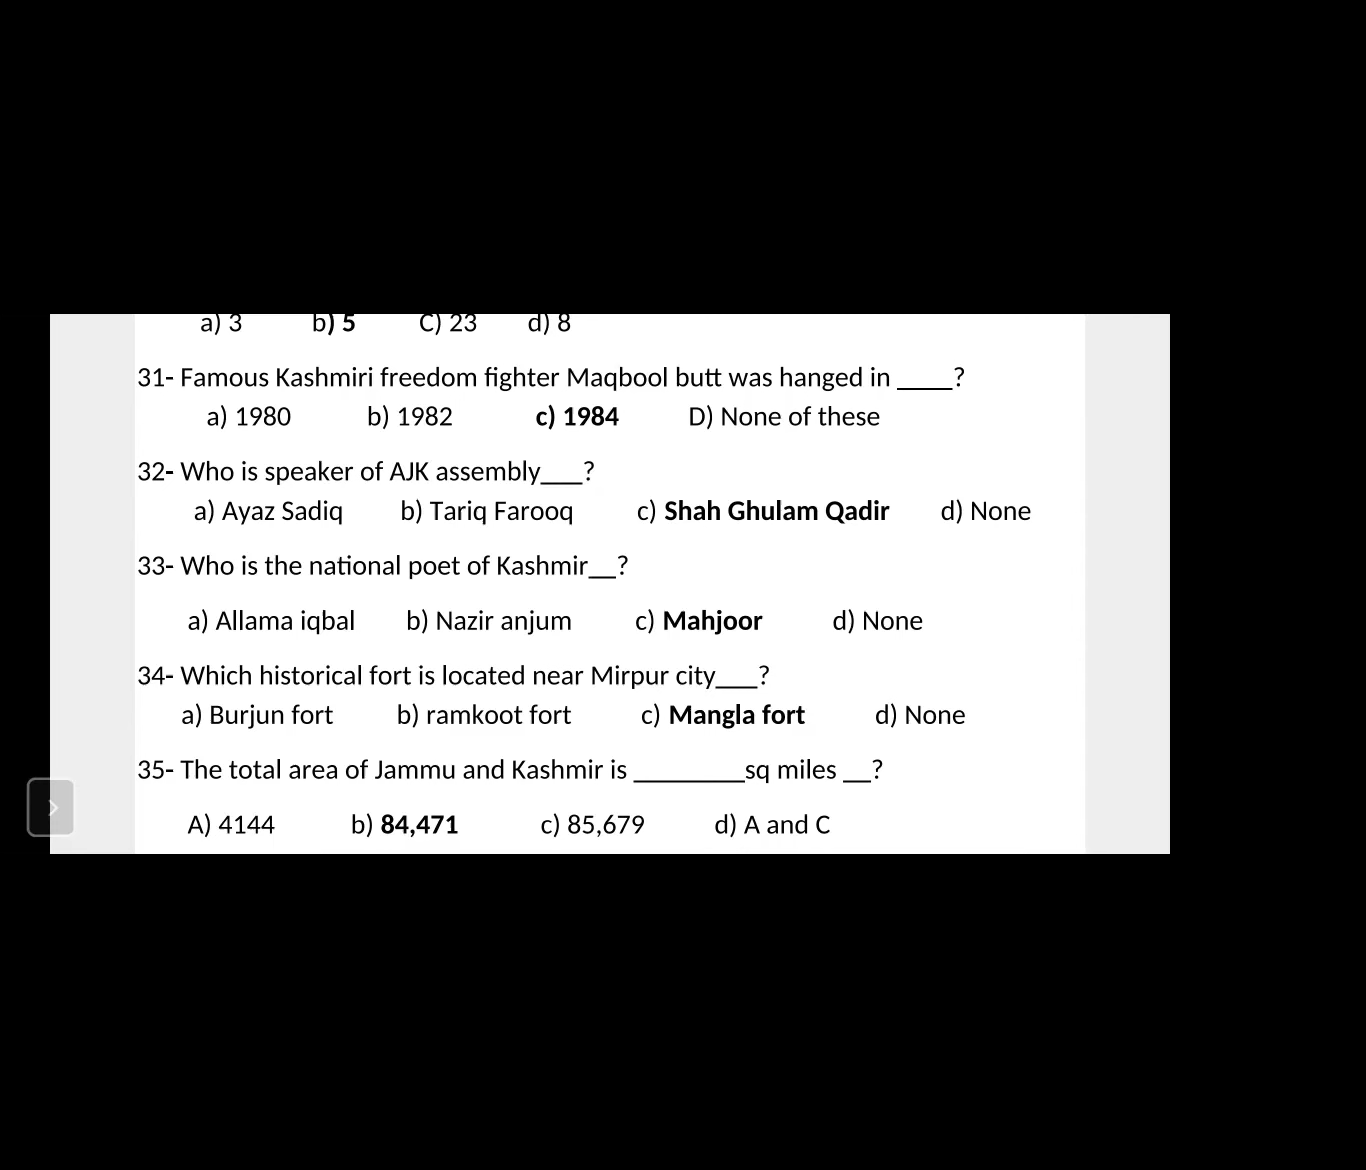 a) 3 b) 5 C) 23 d) 8
31- Famous Kashmiri freedom fighter Maqbool butt was hanged in ____?
a) 1980 b) 1982 c) 1984 D) None of these
32- Who is speaker of AJK assembly___?
a) Ayaz Sadiq b) Tariq Farooq c) Shah Ghulam Qadir d) None
33- Who is the national poet of Kashmir__?
a) Allama iqbal b) Nazir anjum c) Mahjoor d) None
34- Which historical fort is located near Mirpur city___?
a) Burjun fort b) ramkoot fort c) Mangla fort d) None
35- The total area of Jammu and Kashmir is ________sq miles __?
A) 4144 b) 84,471 c) 85,679 d) A and C